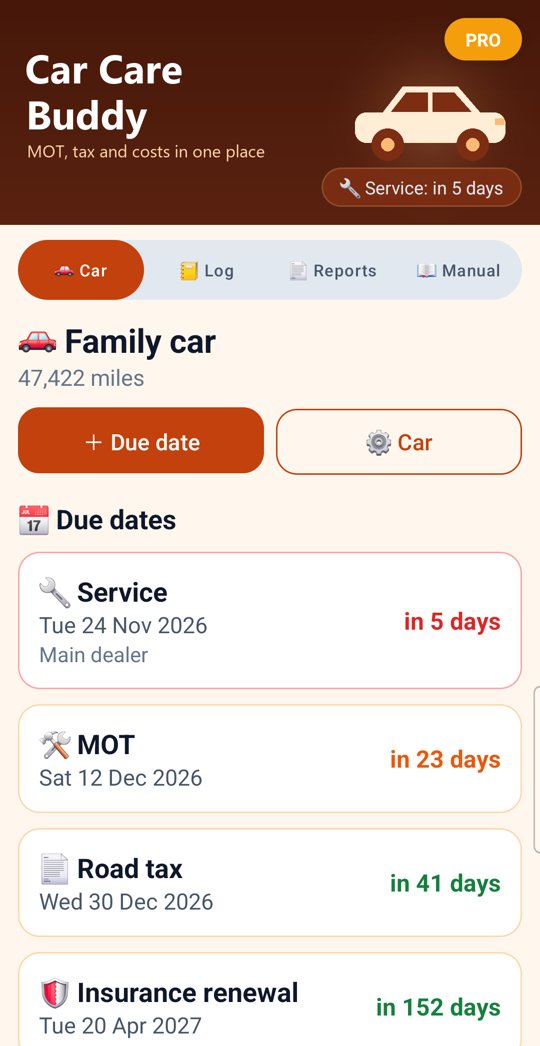 PRO
Car Care
Buddy
MOT, tax and costs in one place
Service: in 5 days
Car
Log
Reports
Manual
Family car
47,422 miles
+ Due date
Car
JUL
17
Due dates
Service
Tue 24 Nov 2026
Main dealer
in 5 days
MOT
Sat 12 Dec 2026
in 23 days
Road tax
Wed 30 Dec 2026
in 41 days
Insurance renewal
Tue 20 Apr 2027
in 152 days